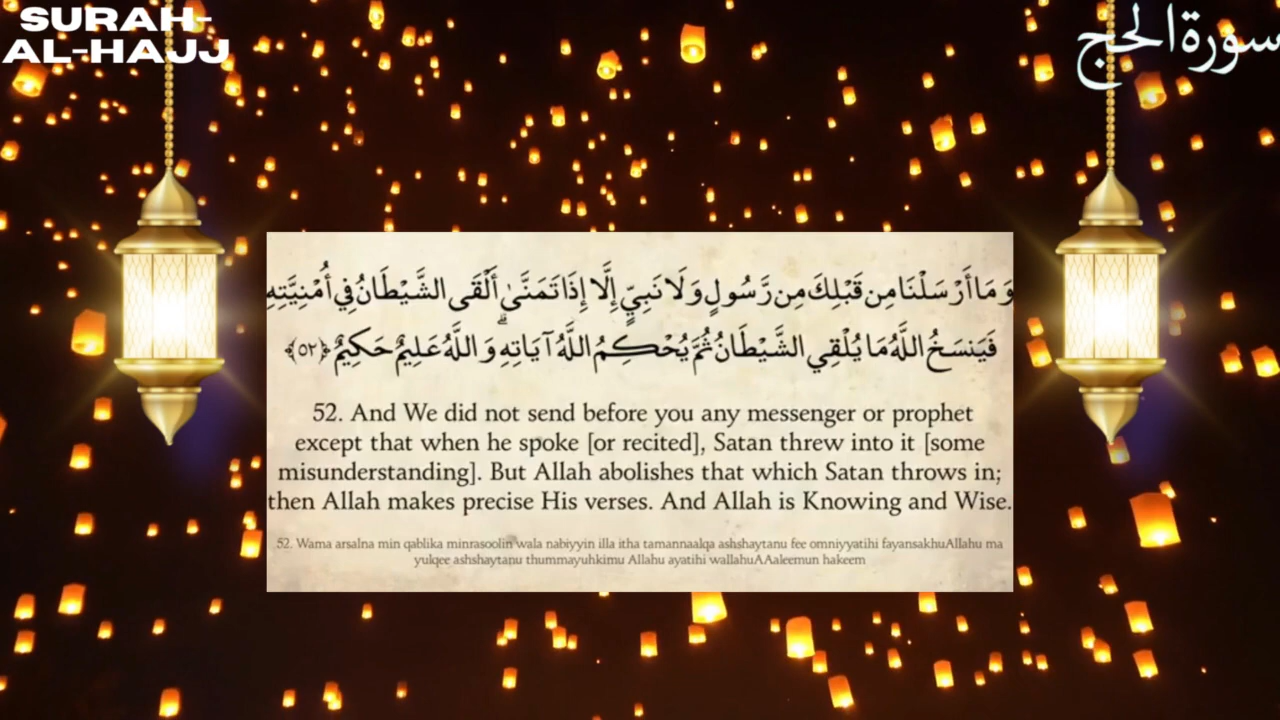 SURAH-
AL-HAJJ
سورة الحج
وَمَا أَرْسَلْنَا مِن قَبْلِكَ مِن رَّسُولٍ وَلَا نَبِيٍّ إِلَّا إِذَا تَمَنَّىٰ أَلْقَى الشَّيْطَانُ فِي أُمْنِيَّتِهِ
فَيَنسَخُ اللَّهُ مَا يُلْقِي الشَّيْطَانُ ثُمَّ يُحْكِمُ اللَّهُ آيَاتِهِ ۗ وَاللَّهُ عَلِيمٌ حَكِيمٌ ﴿٥٢﴾
52. And We did not send before you any messenger or prophet
except that when he spoke [or recited], Satan threw into it [some
misunderstanding]. But Allah abolishes that which Satan throws in;
then Allah makes precise His verses. And Allah is Knowing and Wise.
52. Wama arsalna min qablika minrasoolin wala nabiyyin illa itha tamannaalqa ashshaytanu fee omniyyatihi fayansakhuAllahu ma
yulqee ashshaytanu thummayuhkimu Allahu ayatihi wallahuAAaleemun hakeem